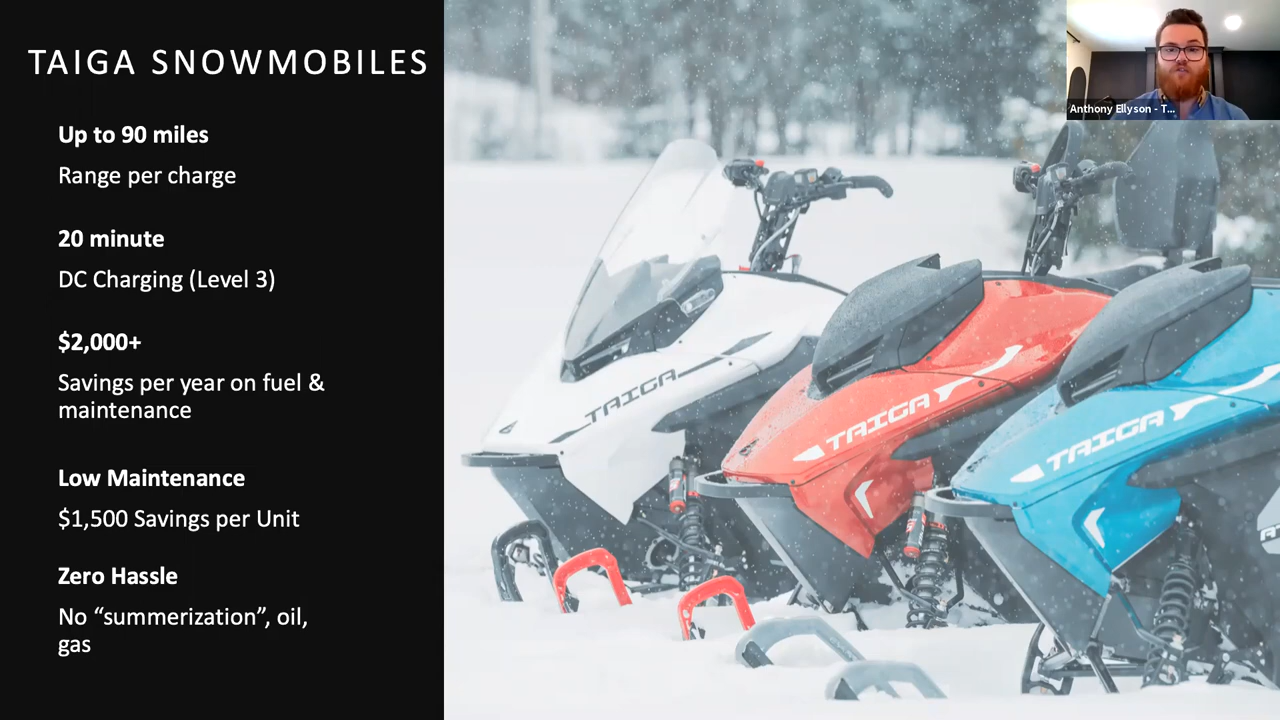 TAIGA SNOWMOBILES
Up to 90 miles
Range per charge
20 minute
DC Charging (Level 3)
$2,000+
Savings per year on fuel &
maintenance
Low Maintenance
$1,500 Savings per Unit
Zero Hassle
No “summerization”, oil,
gas
Anthony Ellyson - T...
TAIGA
TAIGA
TAIGA